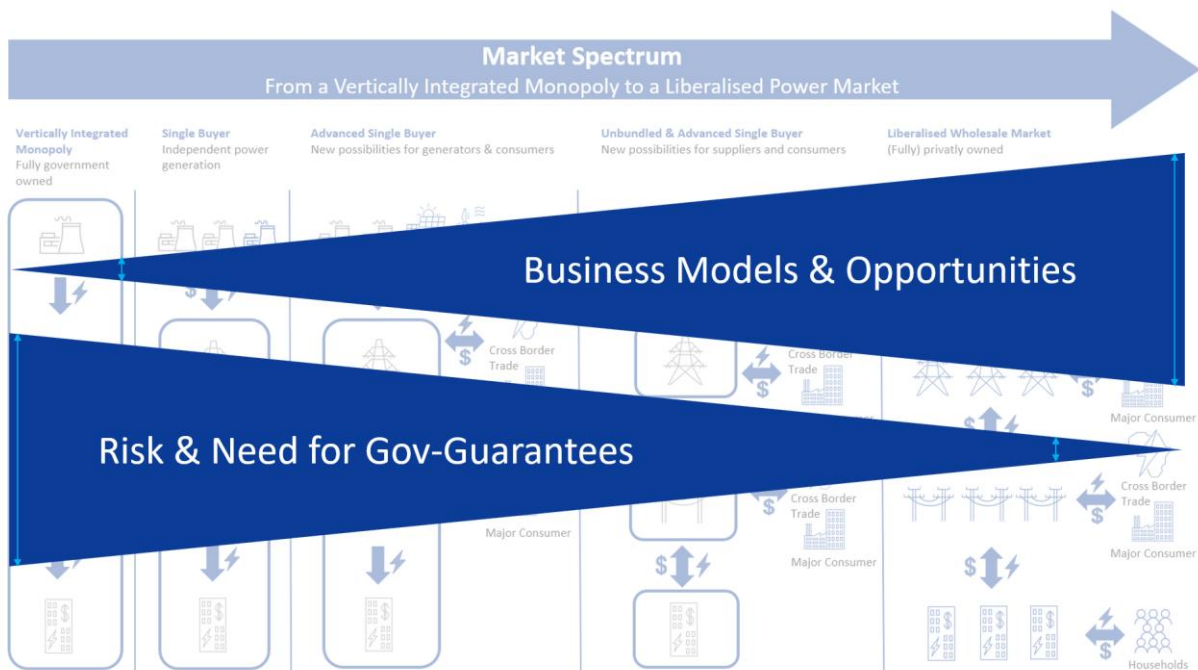 Market Spectrum
From a Vertically Integrated Monopoly to a Liberalised Power Market
Vertically Integrated
Monopoly
Fully government
owned
Single Buyer
Independent power
generation
Advanced Single Buyer
New possibilities for generators & consumers
Unbundled & Advanced Single Buyer
New possibilities for suppliers and consumers
Liberalised Wholesale Market
(Fully) privatly owned
Business Models & Opportunities
$
$
Cross Border
Trade
$
Cross Border
Trade
$
Major Consumer
Major Consumer
Risk & Need for Gov-Guarantees
$
Major Consumer
$
Cross Border
Trade
Major Consumer
$
Cross Border
Trade
Major Consumer
$
$
$
Households